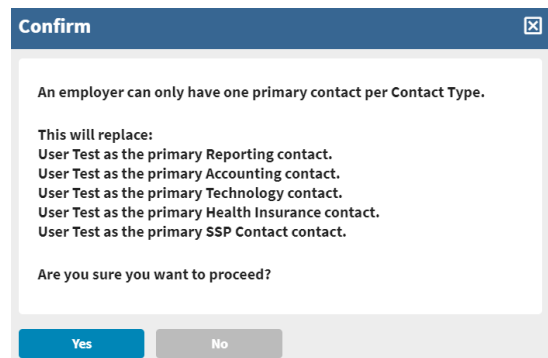 Confirm
An employer can only have one primary contact per Contact Type.
This will replace:
User Test as the primary Reporting contact.
User Test as the primary Accounting contact.
User Test as the primary Technology contact.
User Test as the primary Health Insurance contact.
User Test as the primary SSP Contact contact.
Are you sure you want to proceed?
Yes
No